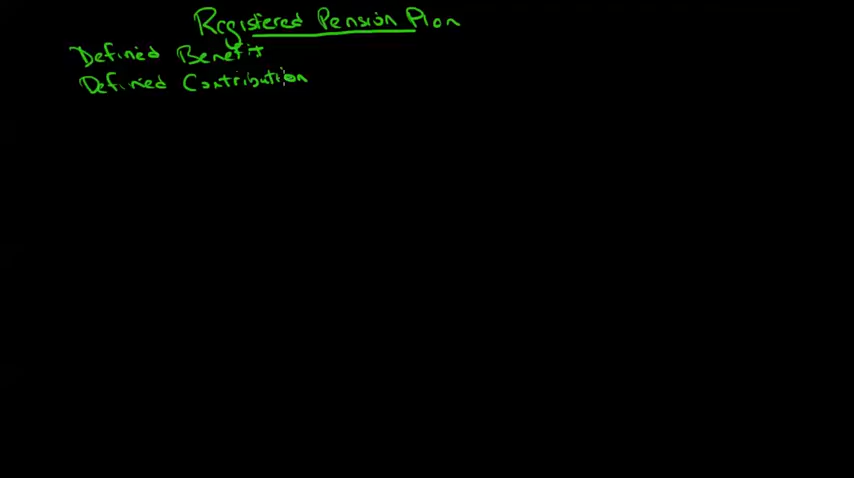 Registered Pension Plan
Defined Benefit
Defined Contribution